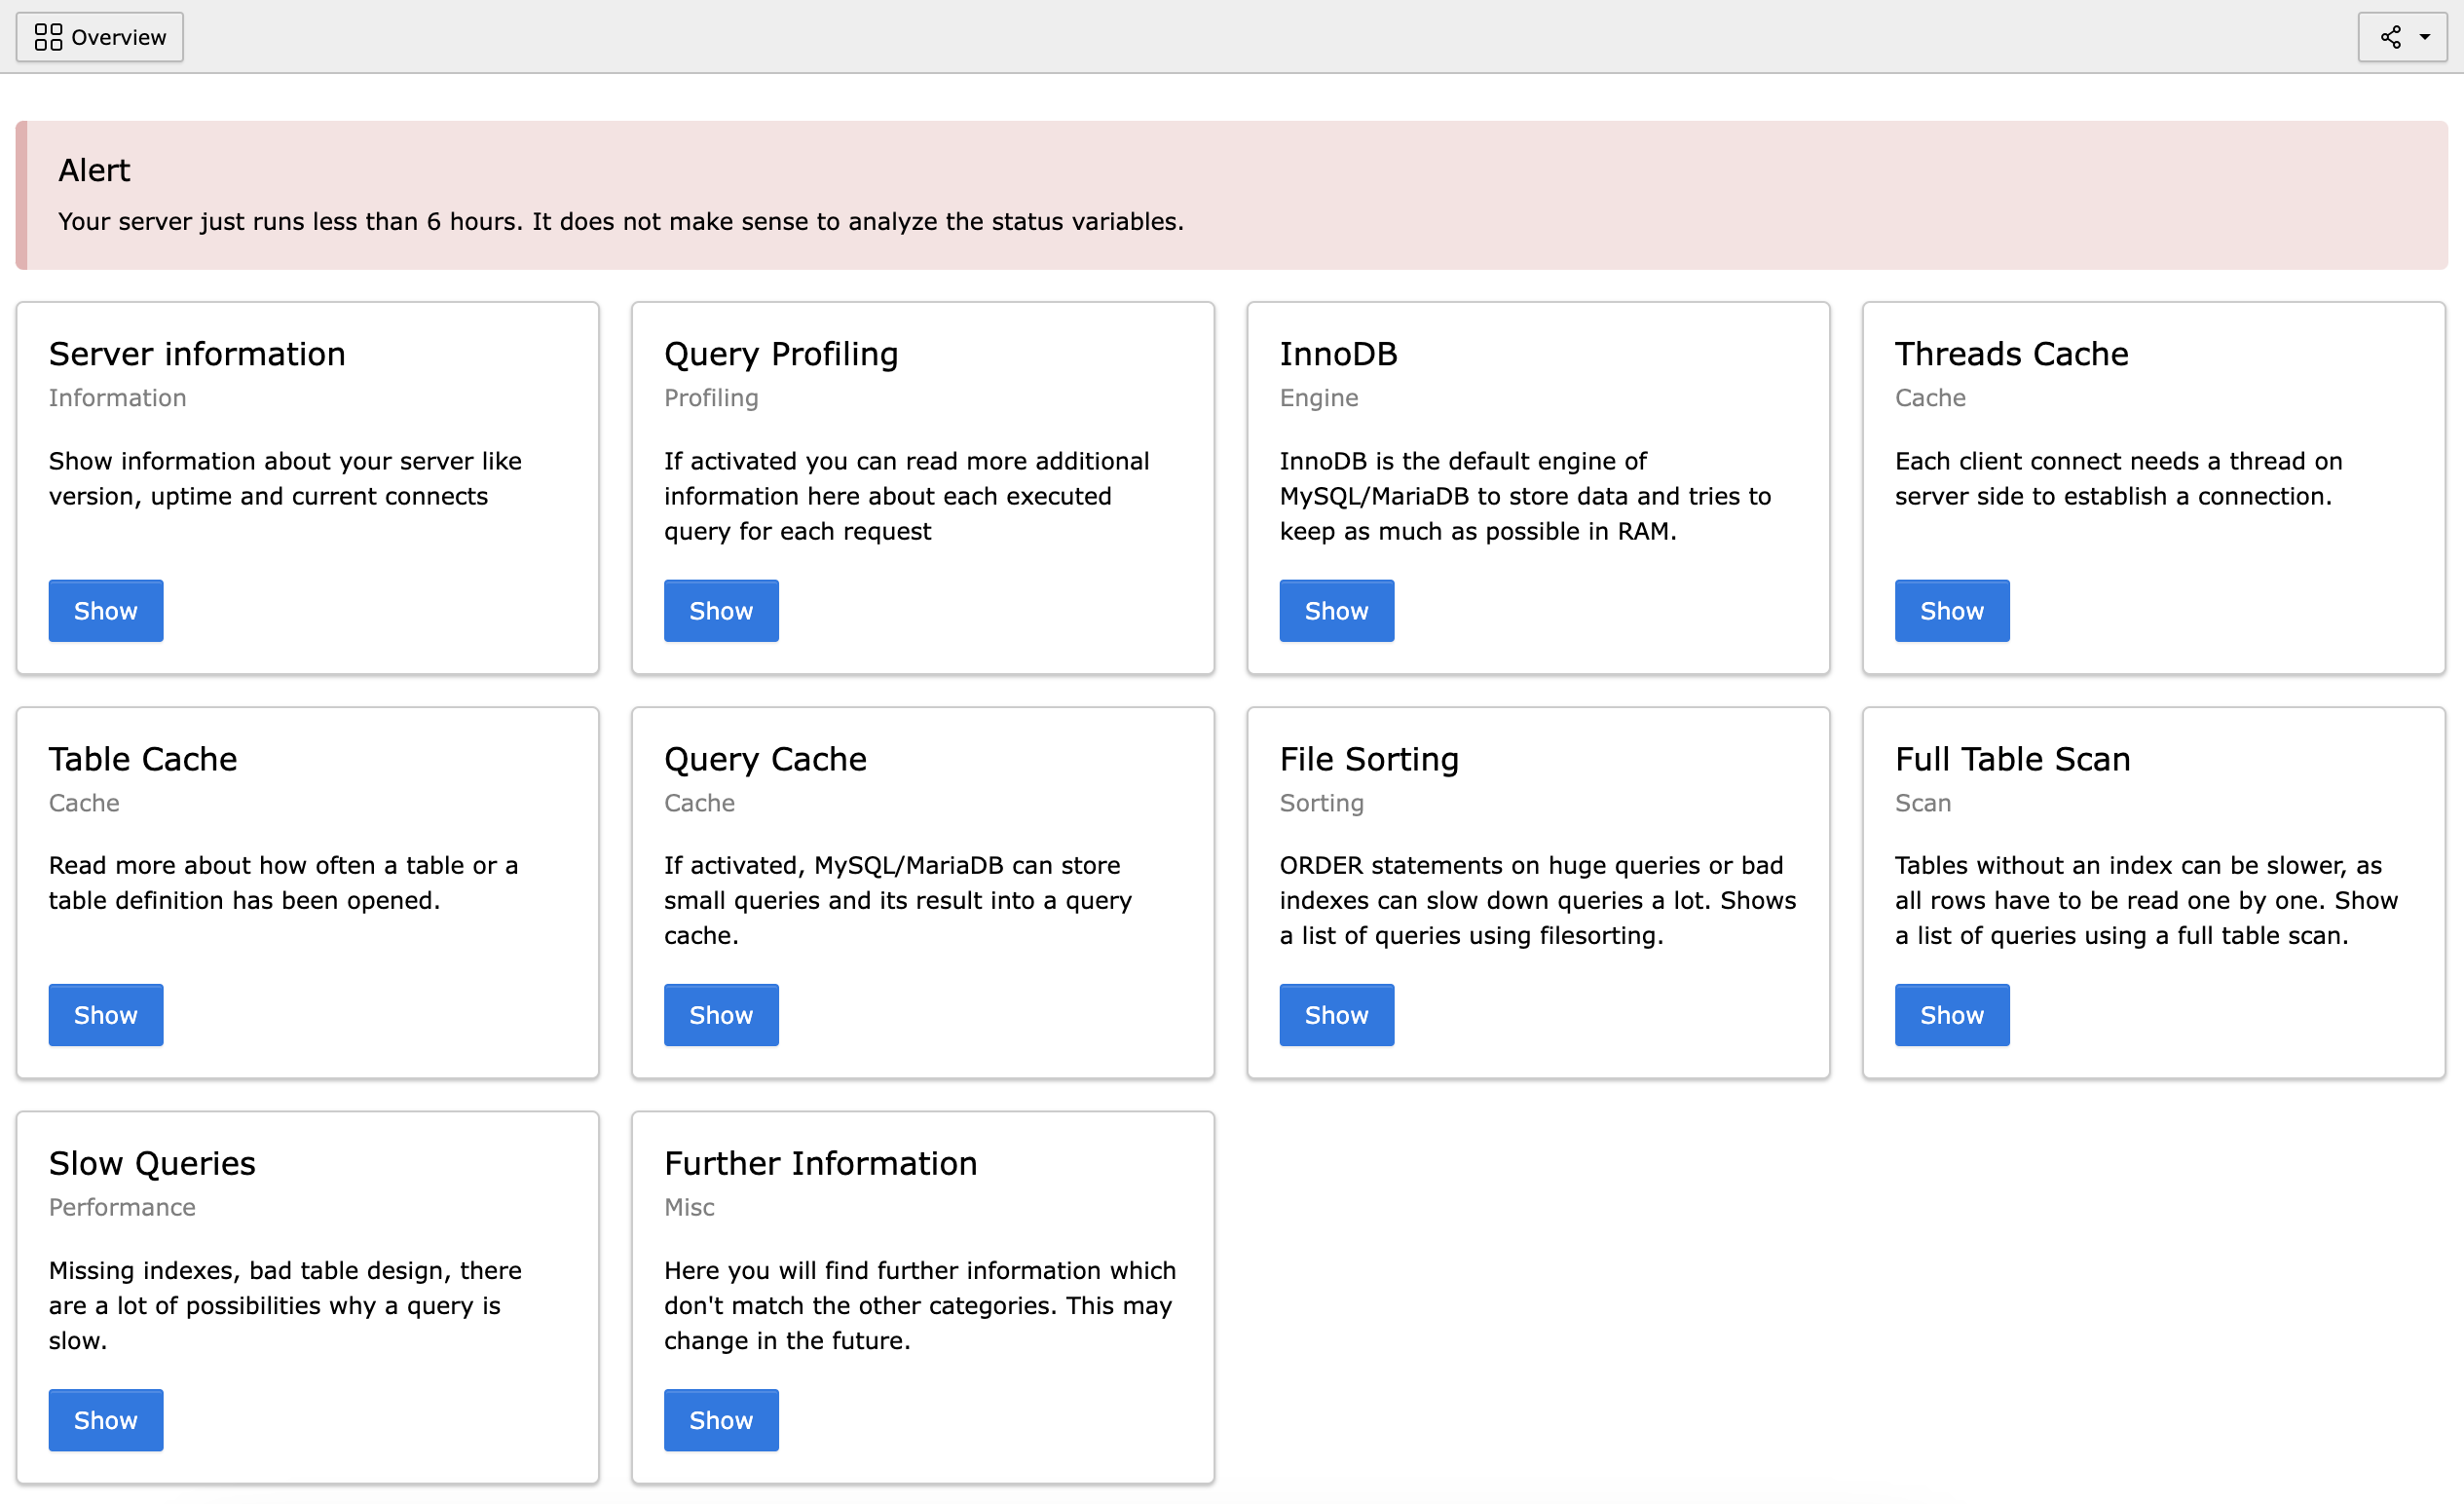 Overview
Alert
Your server just runs less than 6 hours. It does not make sense to analyze the status variables.
Server information
Information
Show information about your server like
version, uptime and current connects
Show
Query Profiling
Profiling
If activated you can read more additional
information here about each executed
query for each request
Show
InnoDB
Engine
InnoDB is the default engine of
MySQL/MariaDB to store data and tries to
keep as much as possible in RAM.
Show
Threads Cache
Cache
Each client connect needs a thread on
server side to establish a connection.
Show
Table Cache
Cache
Read more about how often a table or a
table definition has been opened.
Show
Query Cache
Cache
If activated, MySQL/MariaDB can store
small queries and its result into a query
cache.
Show
File Sorting
Sorting
ORDER statements on huge queries or bad
indexes can slow down queries a lot. Shows
a list of queries using filesorting.
Show
Full Table Scan
Scan
Tables without an index can be slower, as
all rows have to be read one by one. Show
a list of queries using a full table scan.
Show
Slow Queries
Performance
Missing indexes, bad table design, there
are a lot of possibilities why a query is
slow.
Show
Further Information
Misc
Here you will find further information which
don't match the other categories. This may
change in the future.
Show